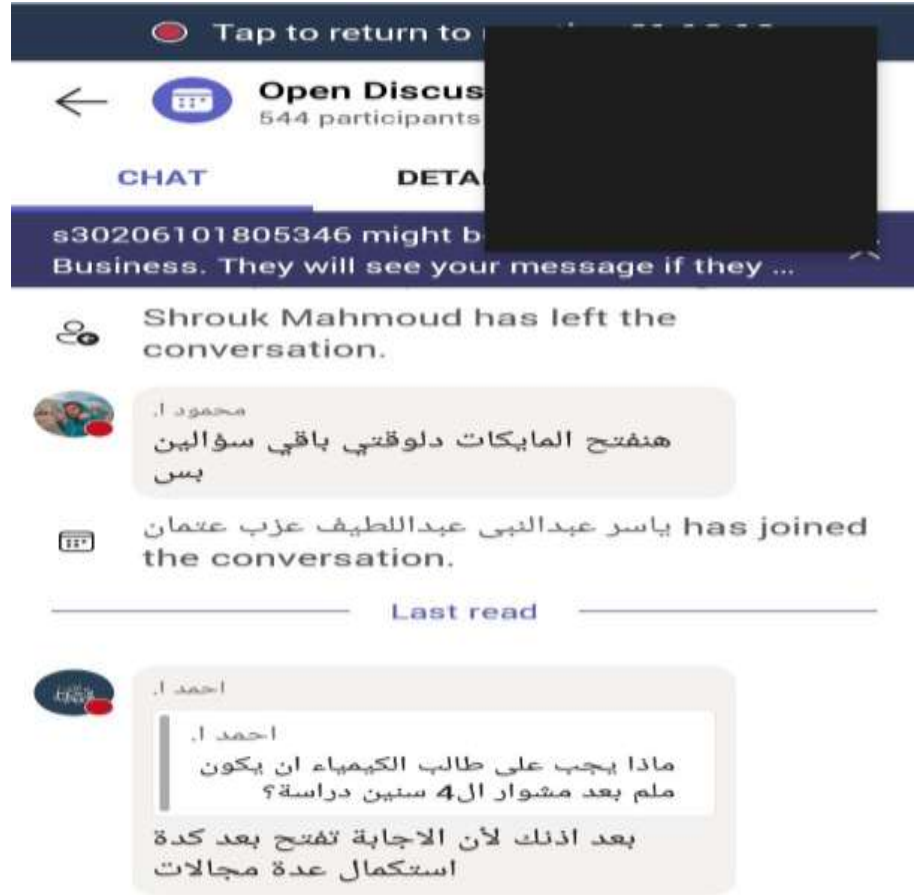 Tap to return to
Open Discus
544 participants
CHAT DETA
s30206101805346 might b
Business. They will see your message if they ...
Shrouk Mahmoud has left the
conversation.
محمود ا.
هنفتح المايكات دلوقتي باقي سؤالين
بس
ياسر عبدالنبى عبداللطيف عزب عتمان has joined
the conversation.
Last read
احمد ا.
احمد ا.
ماذا يجب على طالب الكيمياء ان يكون
ملم بعد مشوار ال4 سنين دراسة؟
بعد اذنك لأن الاجابة تفتح بعد كدة
استكمال عدة مجالات